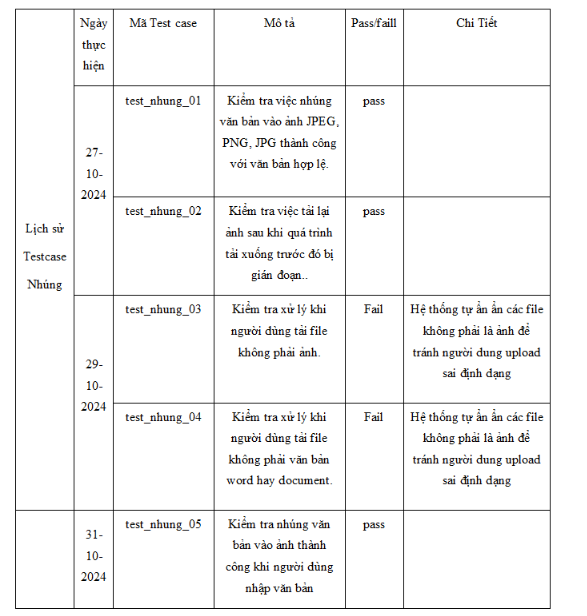 Ngày
thực
hiện
Mã Test case
Mô tả
Pass/faill
Chi Tiết
Lịch sử
Testcase
Nhúng
27-
10-
2024
test_nhung_01
Kiểm tra việc nhúng
văn bản vào ảnh JPEG,
PNG, JPG thành công
với văn bản hợp lệ.
pass
test_nhung_02
Kiểm tra việc tải lại
ảnh sau khi quá trình
tải xuống trước đó bị
gián đoạn..
pass
29-
10-
2024
test_nhung_03
Kiểm tra xử lý khi
người dùng tải file
không phải ảnh.
Fail
Hệ thống tự ẩn ẩn các file
không phải là ảnh để
tránh người dung upload
sai định dạng
test_nhung_04
Kiểm tra xử lý khi
người dùng tải file
không phải văn bản
word hay document.
Fail
Hệ thống tự ẩn ẩn các file
không phải là ảnh để
tránh người dung upload
sai định dạng
31-
10-
2024
test_nhung_05
Kiểm tra nhúng văn
bản vào ảnh thành
công khi người dùng
nhập văn bản
pass